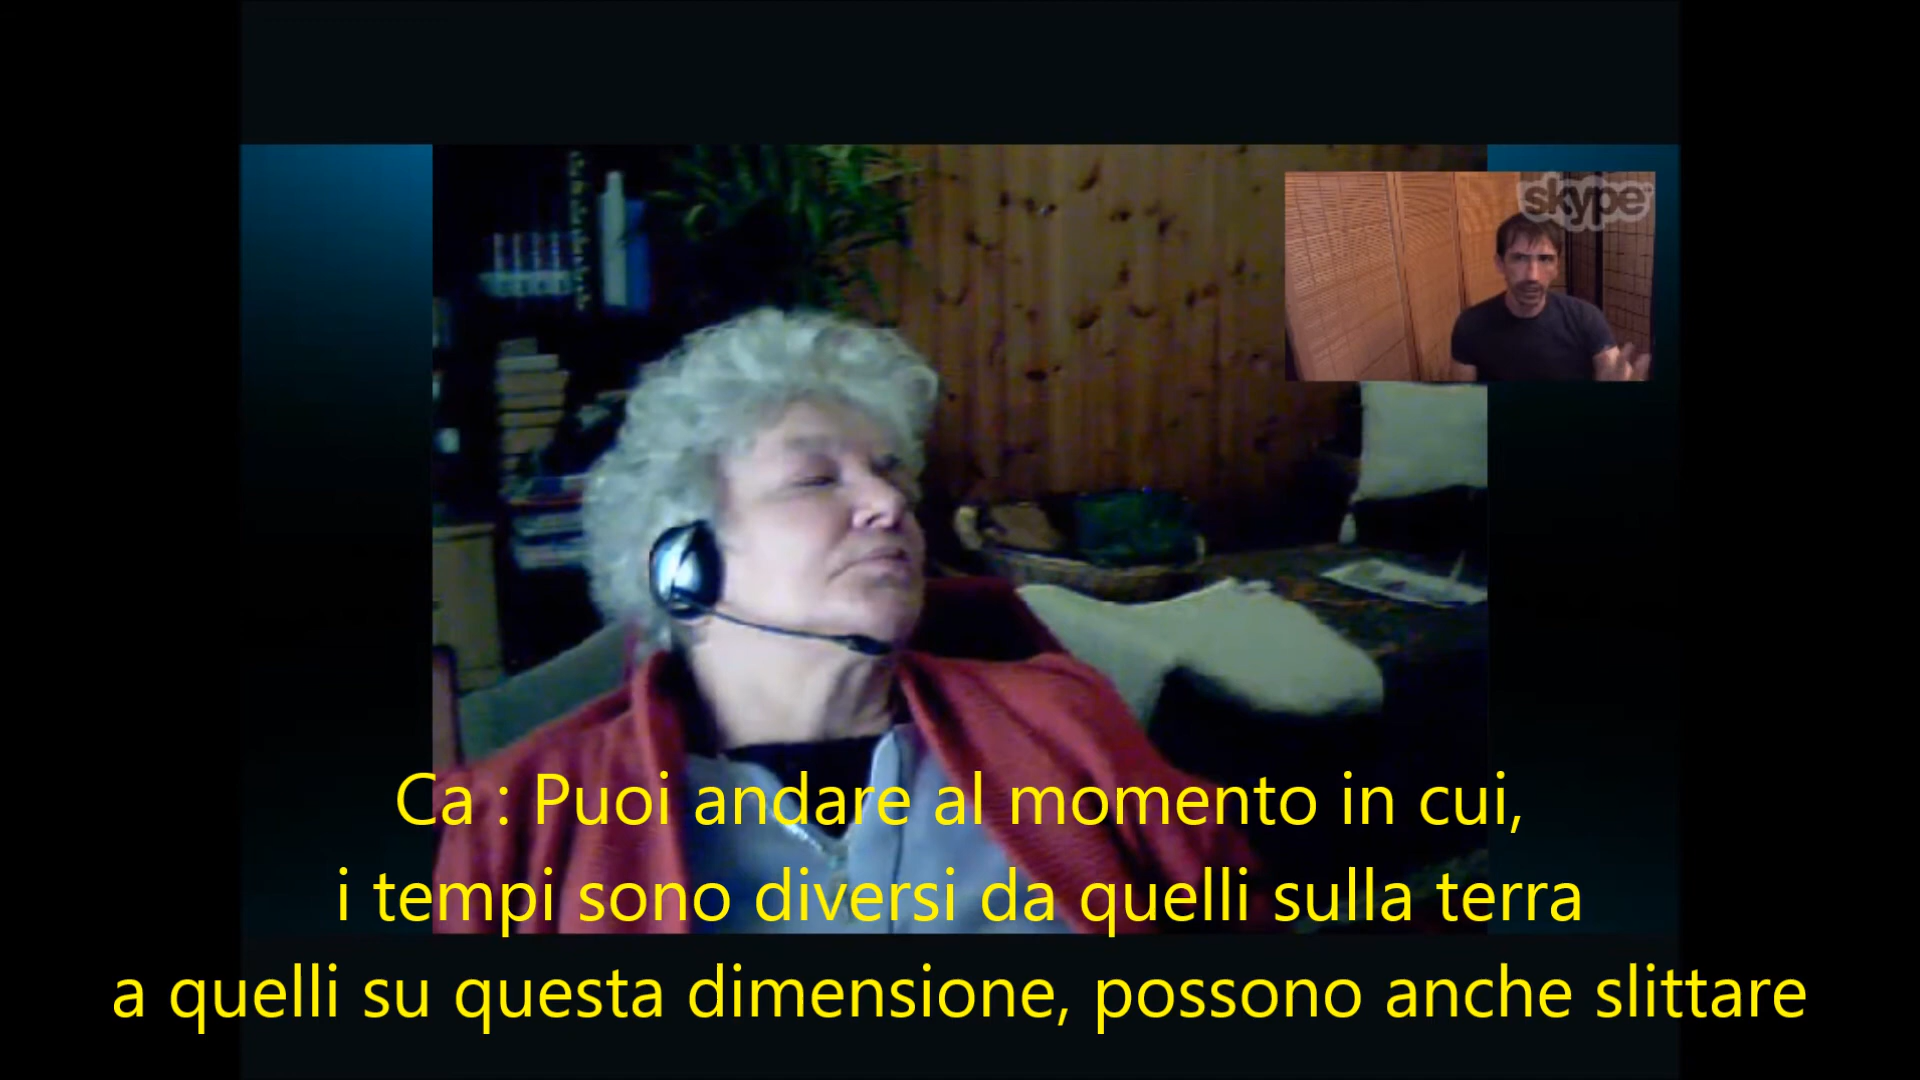 skype
Ca : Puoi andare al momento in cui,
i tempi sono diversi da quelli sulla terra
a quelli su questa dimensione, possono anche slittare